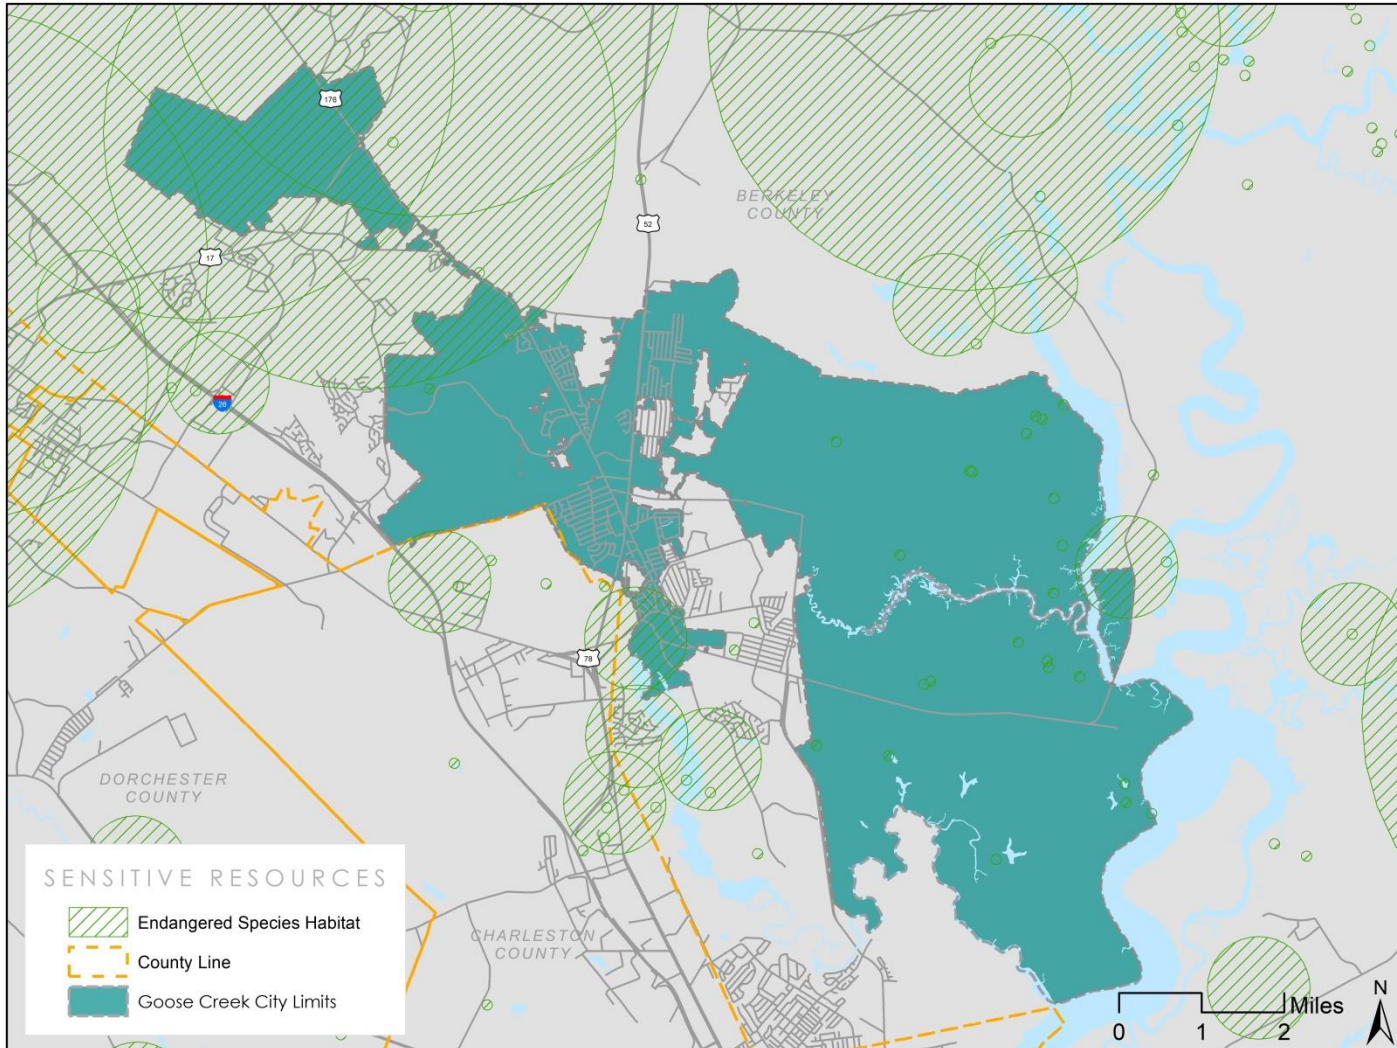 176
BERKELEY
COUNTY
52
17
26
78
DORCHESTER
COUNTY
CHARLESTON
COUNTY
SENSITIVE RESOURCES
Endangered Species Habitat
County Line
Goose Creek City Limits
N
Miles
0 1 2